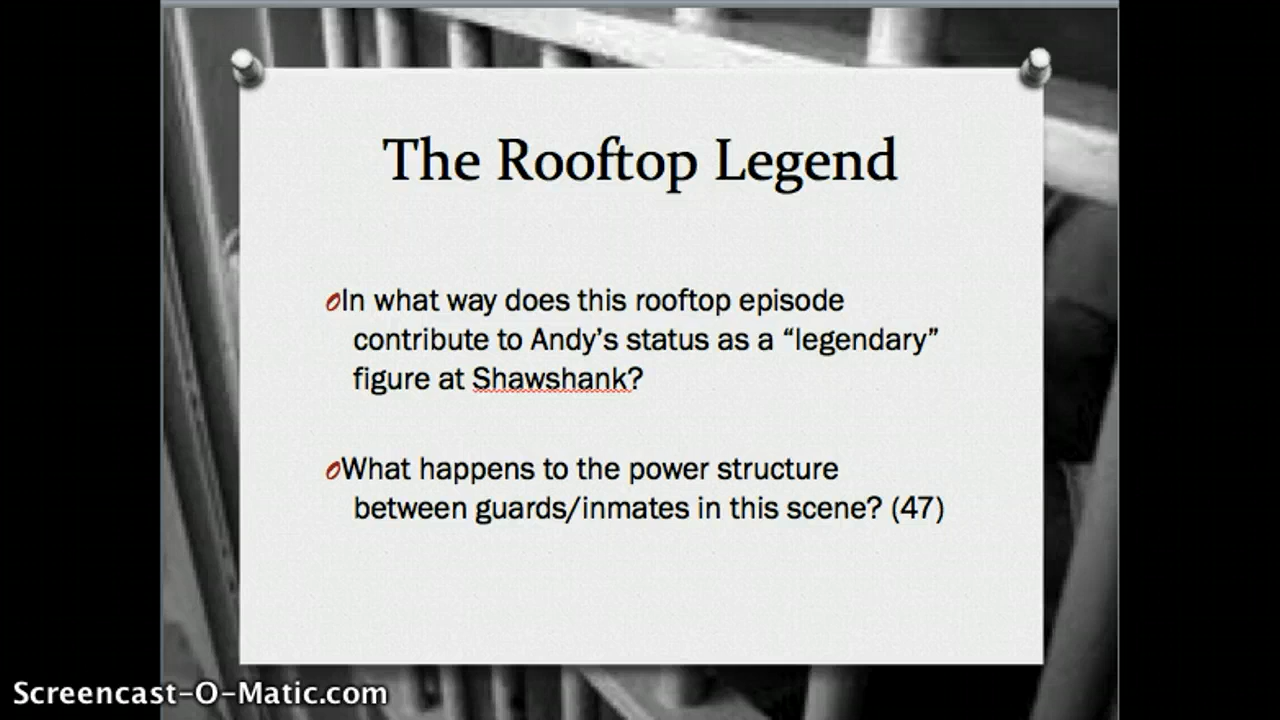 The Rooftop Legend
In what way does this rooftop episode
contribute to Andy’s status as a “legendary”
figure at Shawshank?
What happens to the power structure
between guards/inmates in this scene? (47)
Screencast-O-Matic.com